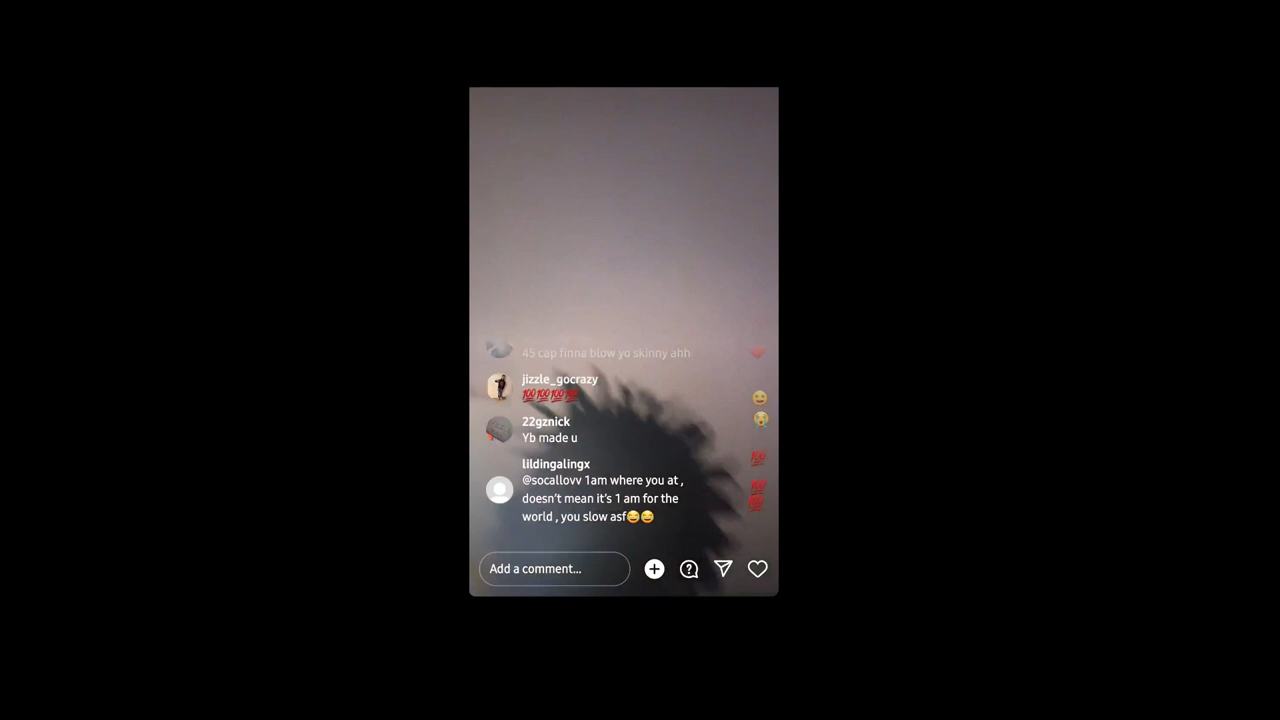 45 cap finna blow yo skinny ahh
jizzle_gocrazy
💯💯💯💯
22gznick
Yb made u
lildingalingx
@socallovv 1am where you at ,
doesn't mean it's 1 am for the
world , you slow asf😅😅
Add a comment...